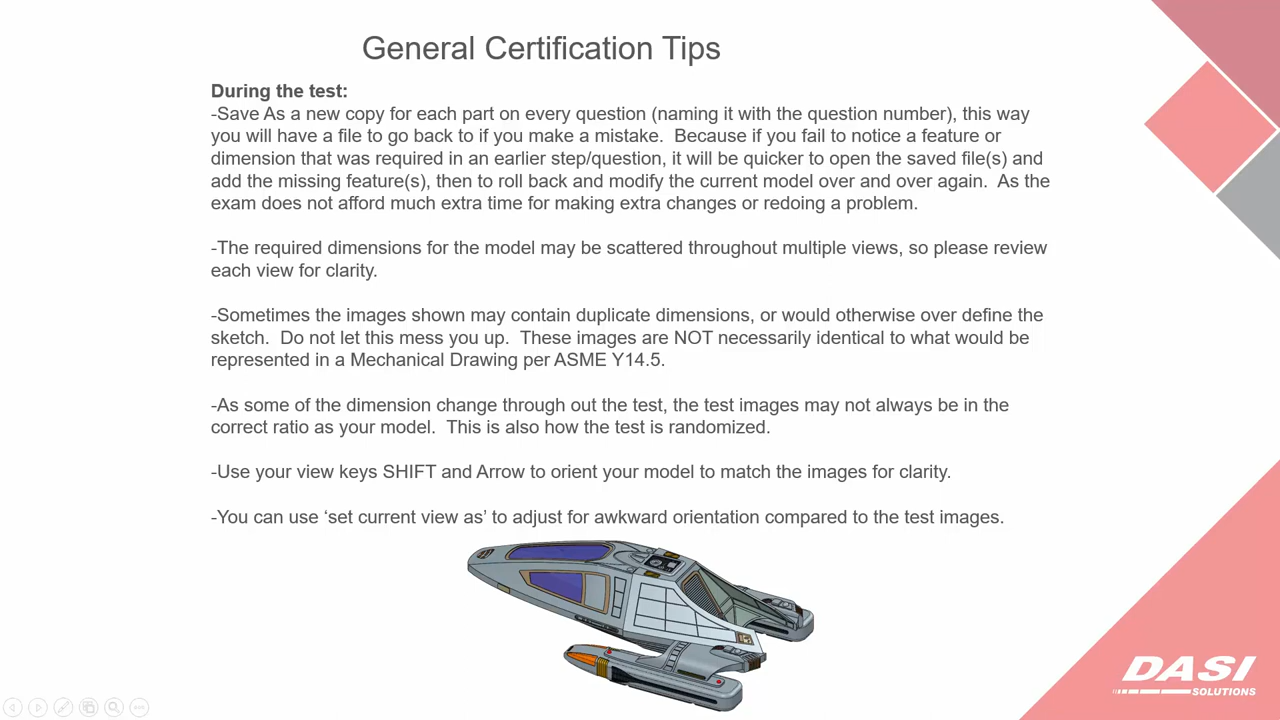 General Certification Tips
During the test:
-Save As a new copy for each part on every question (naming it with the question number), this way
you will have a file to go back to if you make a mistake.  Because if you fail to notice a feature or
dimension that was required in an earlier step/question, it will be quicker to open the saved file(s) and
add the missing feature(s), then to roll back and modify the current model over and over again.  As the
exam does not afford much extra time for making extra changes or redoing a problem.
-The required dimensions for the model may be scattered throughout multiple views, so please review
each view for clarity.
-Sometimes the images shown may contain duplicate dimensions, or would otherwise over define the
sketch.  Do not let this mess you up.  These images are NOT necessarily identical to what would be
represented in a Mechanical Drawing per ASME Y14.5.
-As some of the dimension change through out the test, the test images may not always be in the
correct ratio as your model.  This is also how the test is randomized.
-Use your view keys SHIFT and Arrow to orient your model to match the images for clarity.
-You can use ‘set current view as’ to adjust for awkward orientation compared to the test images.
DASI
SOLUTIONS